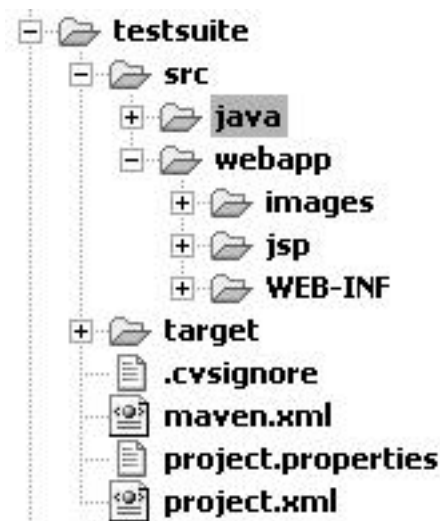 testsuite
src
java
webapp
images
jsp
WEB-INF
target
.cvsignore
maven.xml
project.properties
project.xml